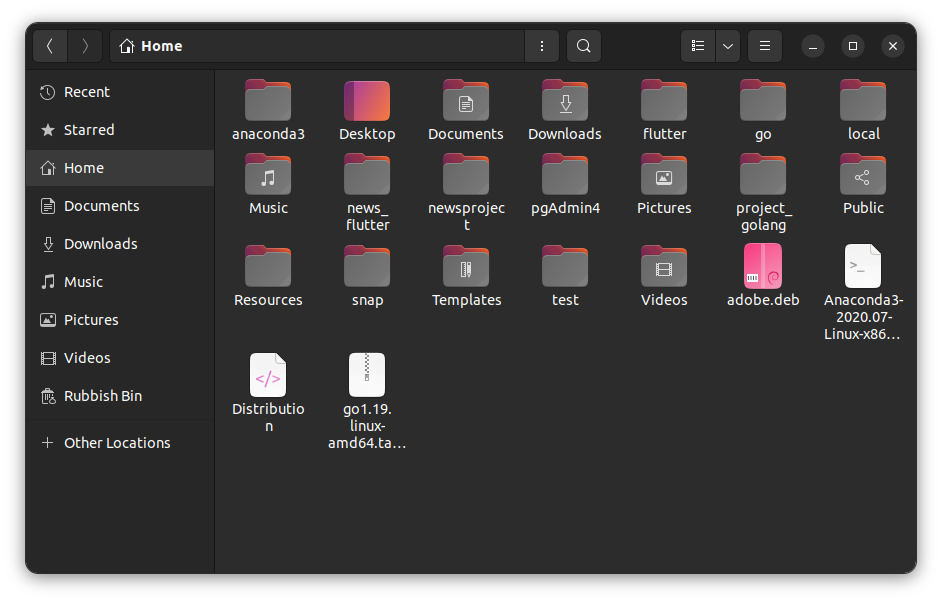 Home
Recent
Starred
Home
Documents
Downloads
Music
Pictures
Videos
Rubbish Bin
Other Locations
anaconda3
Desktop
Documents
Downloads
flutter
go
local
Music
news_
flutter
newsprojec
t
pgAdmin4
Pictures
project_
golang
Public
Resources
snap
Templates
test
Videos
adobe.deb
Anaconda3-
2020.07-
Linux-x86…
Distributio
n
go1.19.
linux-
amd64.ta…